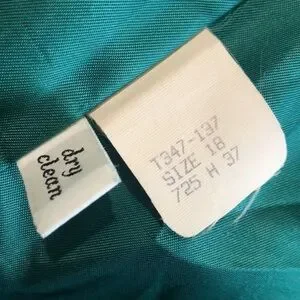 dry
clean
T347-137
SIZE 18
725 H 37